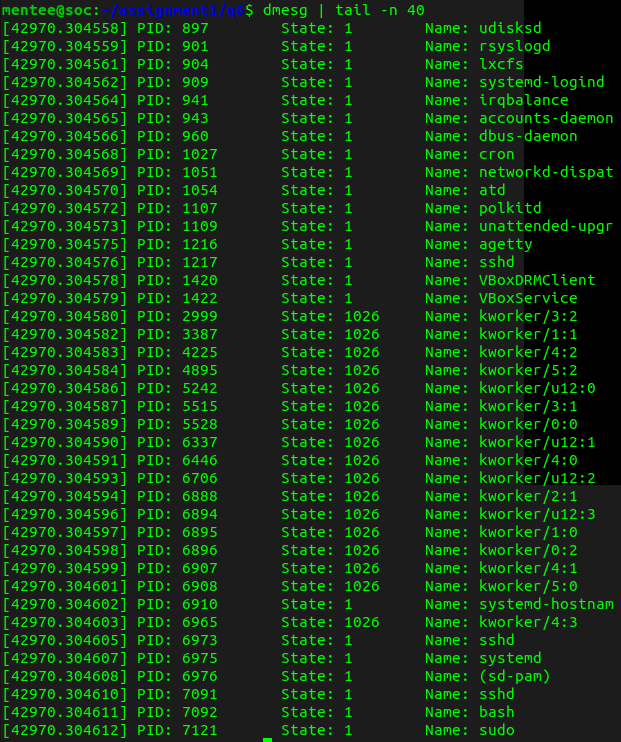 mentee@soc:~/assignment1/q6$ dmesg | tail -n 40
[42970.304558] PID: 897 State: 1 Name: udisksd
[42970.304559] PID: 901 State: 1 Name: rsyslogd
[42970.304561] PID: 904 State: 1 Name: lxcfs
[42970.304562] PID: 909 State: 1 Name: systemd-logind
[42970.304564] PID: 941 State: 1 Name: irqbalance
[42970.304565] PID: 943 State: 1 Name: accounts-daemon
[42970.304566] PID: 960 State: 1 Name: dbus-daemon
[42970.304568] PID: 1027 State: 1 Name: cron
[42970.304569] PID: 1051 State: 1 Name: networkd-dispat
[42970.304570] PID: 1054 State: 1 Name: atd
[42970.304572] PID: 1107 State: 1 Name: polkitd
[42970.304573] PID: 1109 State: 1 Name: unattended-upgr
[42970.304575] PID: 1216 State: 1 Name: agetty
[42970.304576] PID: 1217 State: 1 Name: sshd
[42970.304578] PID: 1420 State: 1 Name: VBoxDRMClient
[42970.304579] PID: 1422 State: 1 Name: VBoxService
[42970.304580] PID: 2999 State: 1026 Name: kworker/3:2
[42970.304582] PID: 3387 State: 1026 Name: kworker/1:1
[42970.304583] PID: 4225 State: 1026 Name: kworker/4:2
[42970.304584] PID: 4895 State: 1026 Name: kworker/5:2
[42970.304586] PID: 5242 State: 1026 Name: kworker/u12:0
[42970.304587] PID: 5515 State: 1026 Name: kworker/3:1
[42970.304589] PID: 5528 State: 1026 Name: kworker/0:0
[42970.304590] PID: 6337 State: 1026 Name: kworker/u12:1
[42970.304591] PID: 6446 State: 1026 Name: kworker/4:0
[42970.304593] PID: 6706 State: 1026 Name: kworker/u12:2
[42970.304594] PID: 6888 State: 1026 Name: kworker/2:1
[42970.304596] PID: 6894 State: 1026 Name: kworker/u12:3
[42970.304597] PID: 6895 State: 1026 Name: kworker/1:0
[42970.304598] PID: 6896 State: 1026 Name: kworker/0:2
[42970.304599] PID: 6907 State: 1026 Name: kworker/4:1
[42970.304601] PID: 6908 State: 1026 Name: kworker/5:0
[42970.304602] PID: 6910 State: 1 Name: systemd-hostnam
[42970.304603] PID: 6965 State: 1026 Name: kworker/4:3
[42970.304605] PID: 6973 State: 1 Name: sshd
[42970.304607] PID: 6975 State: 1 Name: systemd
[42970.304608] PID: 6976 State: 1 Name: (sd-pam)
[42970.304610] PID: 7091 State: 1 Name: sshd
[42970.304611] PID: 7092 State: 1 Name: bash
[42970.304612] PID: 7121 State: 1 Name: sudo